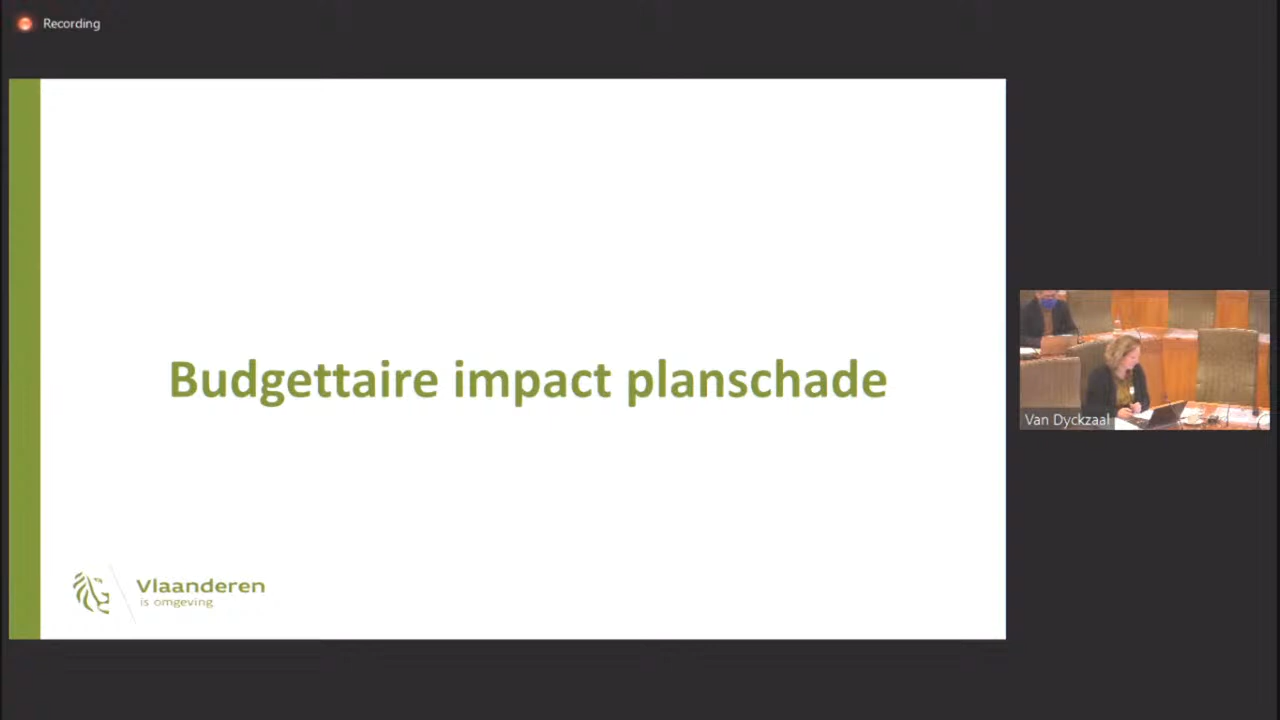 Recording
Budgettaire impact planschade
Van Dyckzaal
Vlaanderen
is omgeving